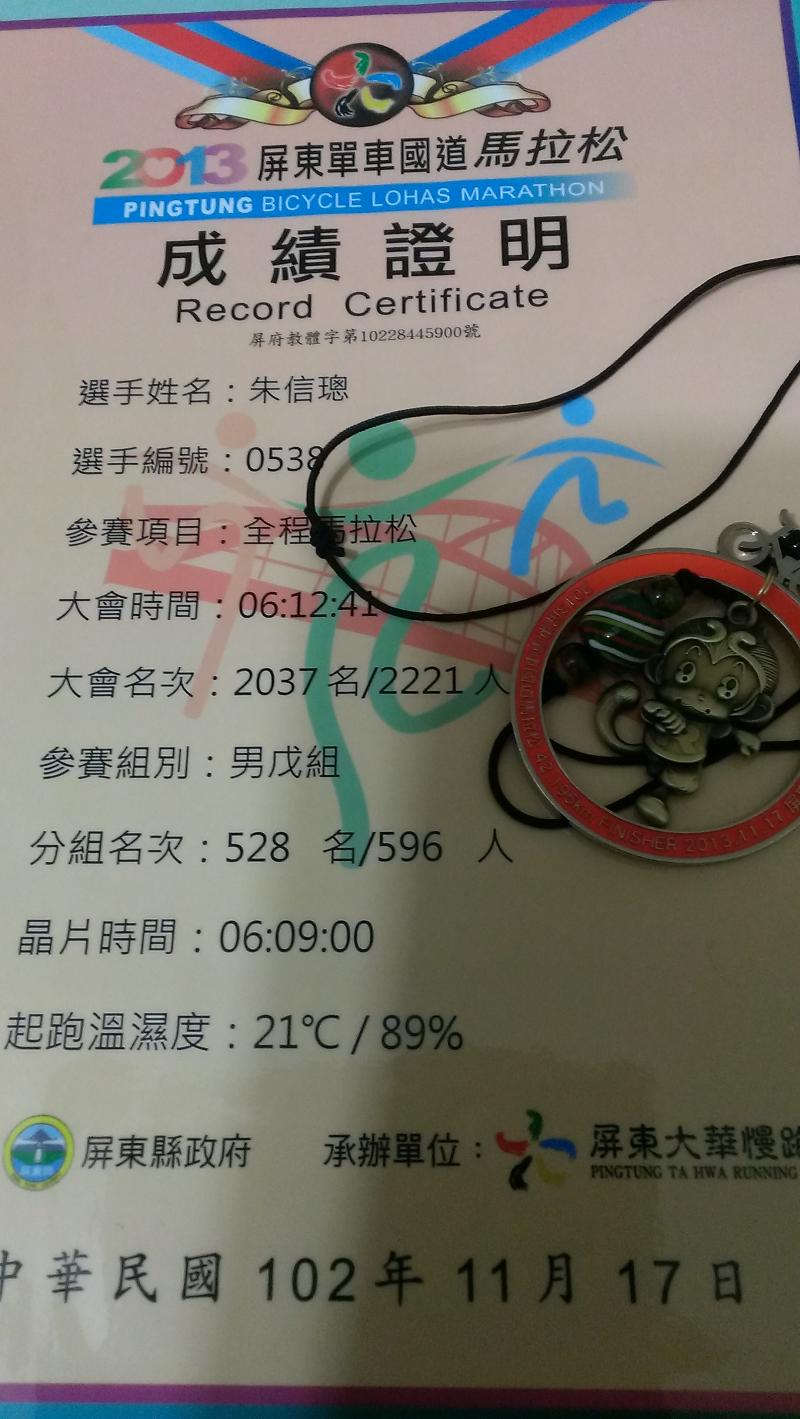 2013 屏東單車國道馬拉松
PINGTUNG BICYCLE LOHAS MARATHON
成績證明
Record Certificate
屏府教體字第10228445900號
選手姓名：朱信璁
選手編號：0538
參賽項目：全程馬拉松
大會時間：06:12:41
大會名次：2037 名/2221 人
參賽組別：男戊組
分組名次：528 名/596 人
晶片時間：06:09:00
起跑溫濕度：21℃ / 89%
屏東縣政府 承辦單位：屏東大華慢跑
PINGTUNG TA HWA RUNNING
中華民國 102 年 11 月 17 日
42.195km FINISHER 2013.11.17